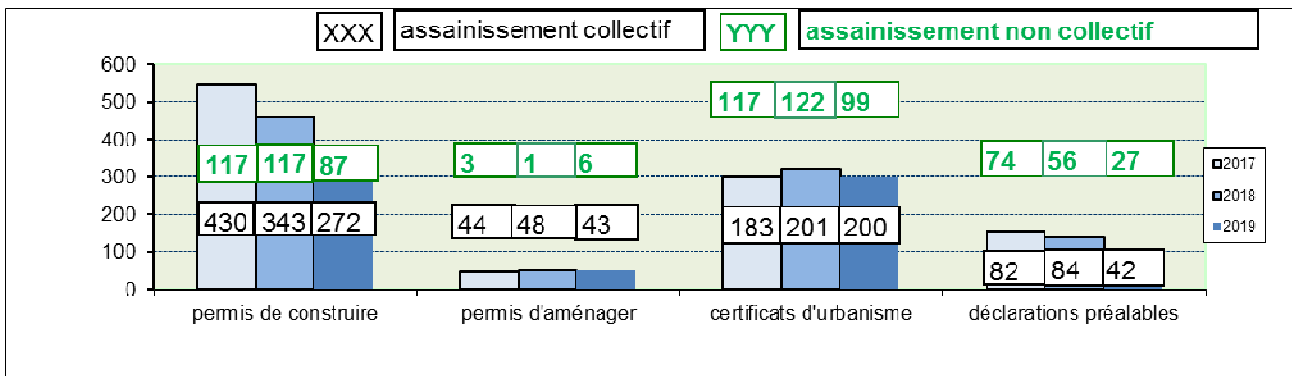 XXX assainissement collectif YYY assainissement non collectif
600
500 117 122 99
400
117 117 87 3 1 6 74 56 27
300
430 343 272 44 48 43 183 201 200
200
100 82 84 42
0
permis de construire permis d'aménager certificats d'urbanisme déclarations préalables
2017
2018
2019